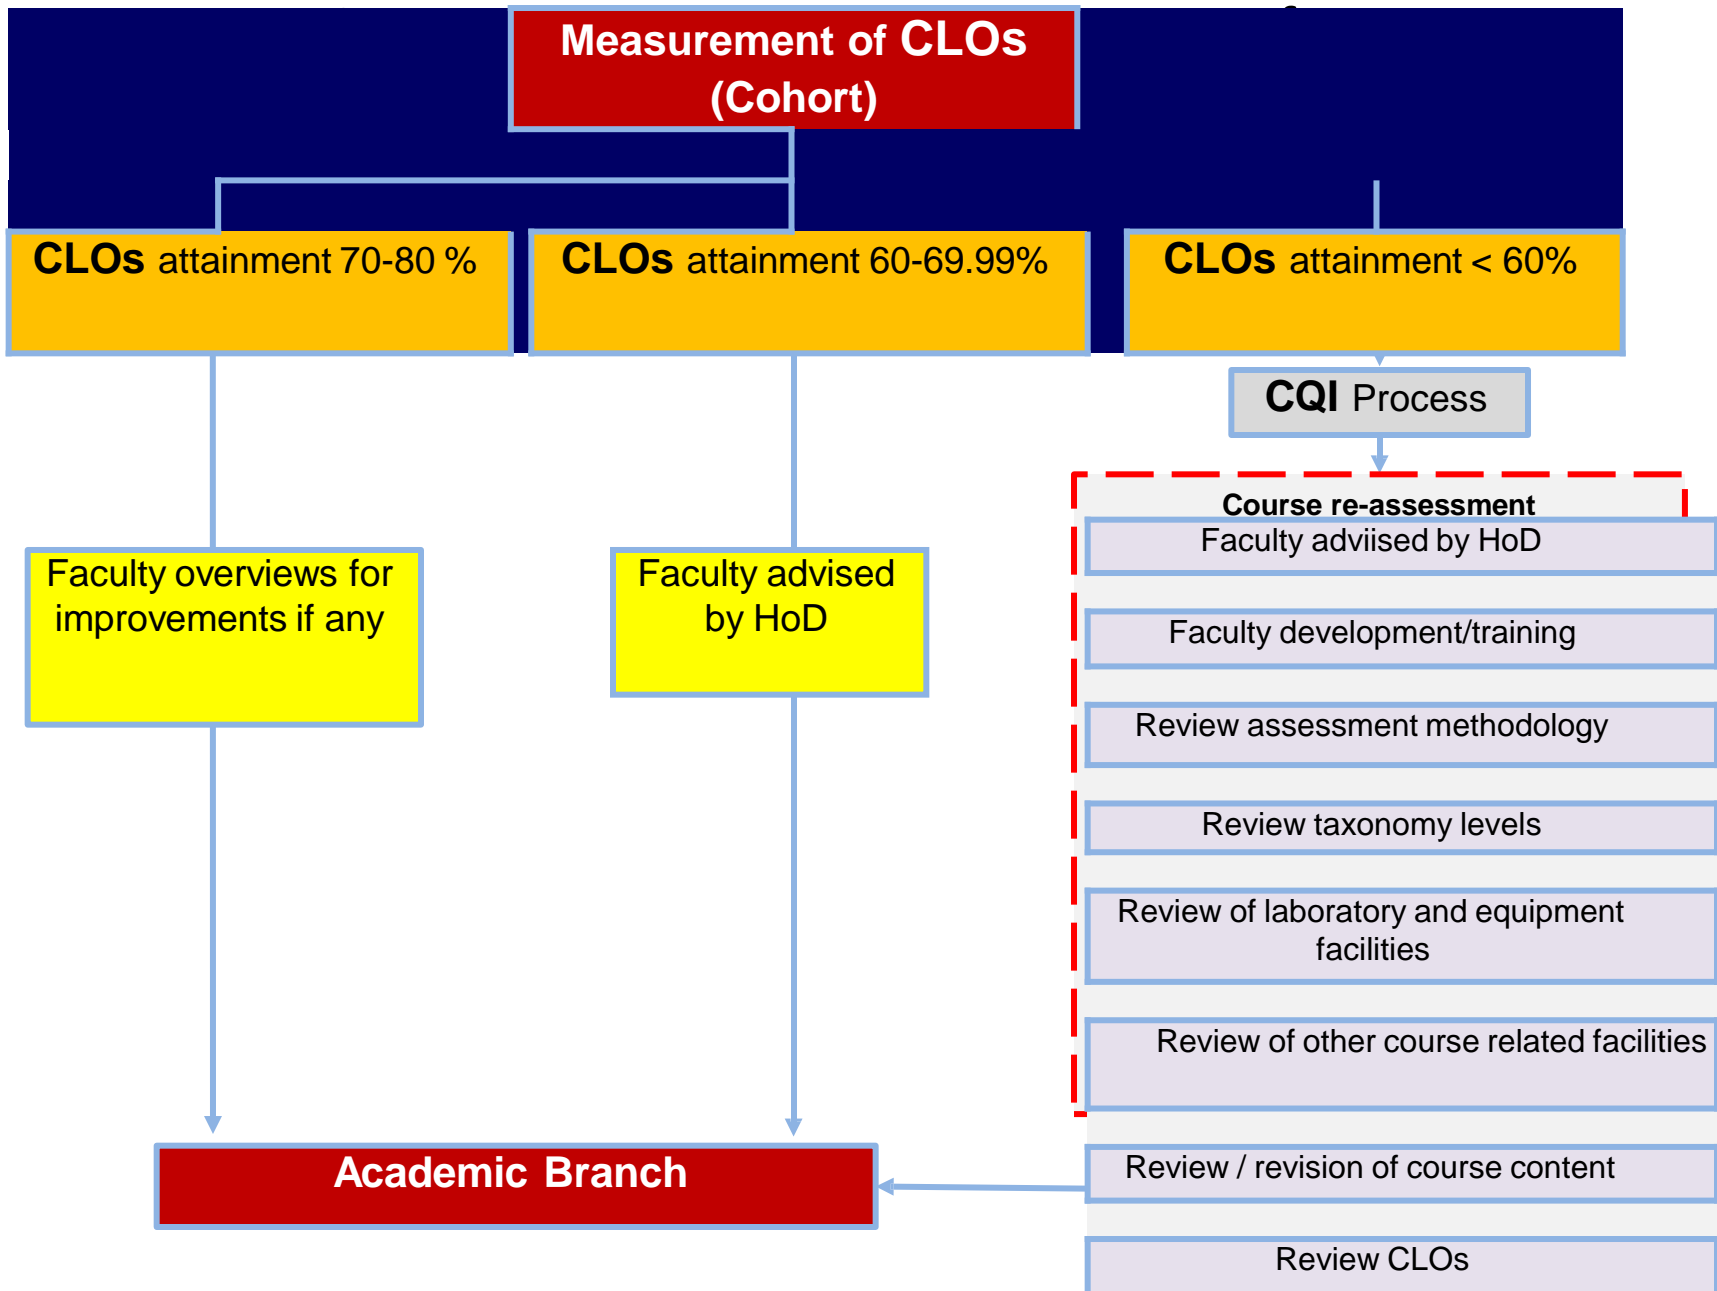 Measurement of CLOs
(Cohort)
CLOs attainment 70-80 %
CLOs attainment 60-69.99%
CLOs attainment < 60%
CQI Process
Course re-assessment
Faculty adviised by HoD
Faculty overviews for
improvements if any
Faculty advised
by HoD
Faculty development/training
Review assessment methodology
Review taxonomy levels
Review of laboratory and equipment
facilities
Review of other course related facilities
Academic Branch
Review / revision of course content
Review CLOs